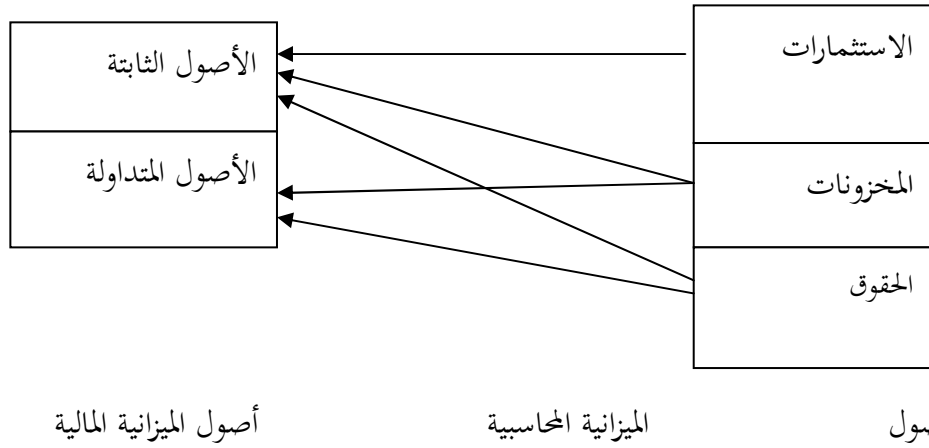 الاستثمارات
المخزونات
الحقوق
الأصول الثابتة
الأصول المتداولة
الميزانية المحاسبية
أصول الميزانية المالية